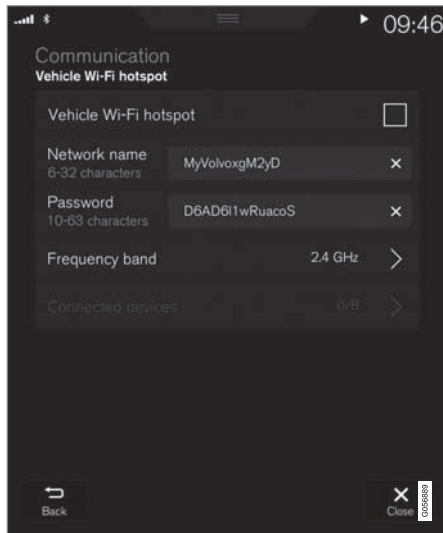 09:46
Communication
Vehicle Wi-Fi hotspot
Vehicle Wi-Fi hotspot
Network name
6-32 characters
MyVolvoxgM2yD
Password
10-63 characters
D6AD6l1wRuacoS
Frequency band 2.4 GHz
Connected devices 0/8
Back
Close
G056889